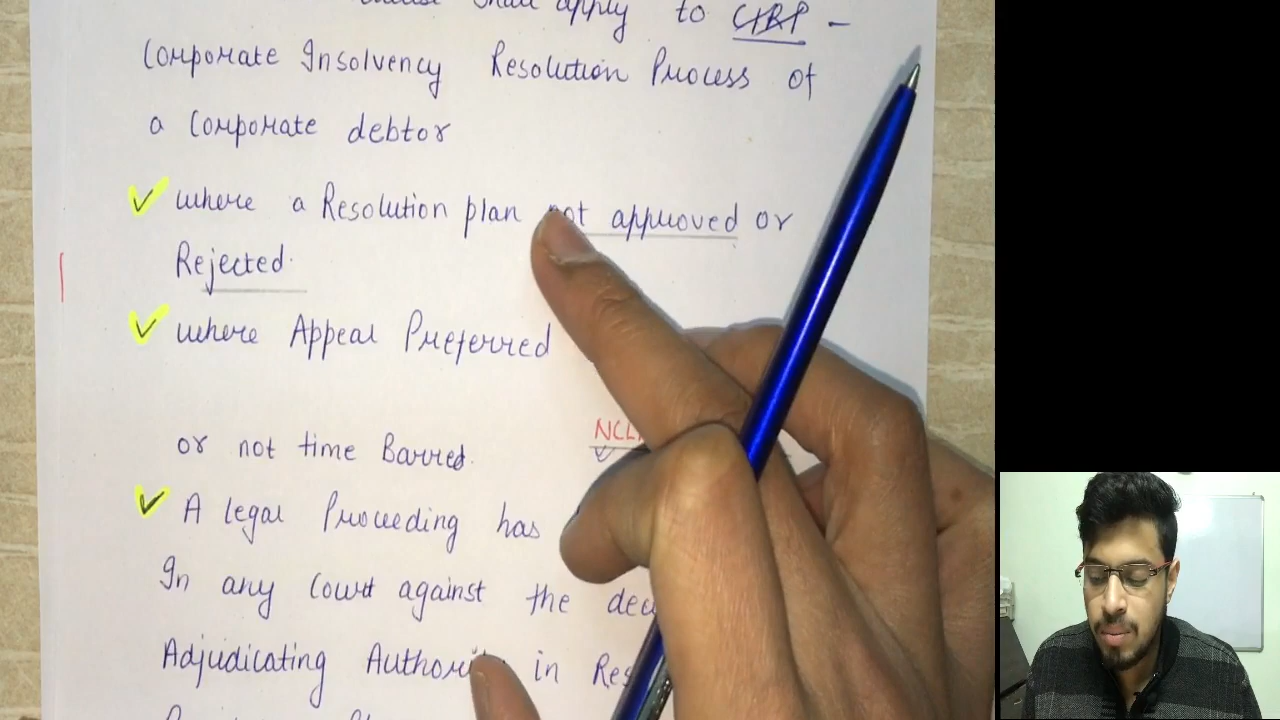 shall apply to CIRP -
Corporate Insolvency Resolution Process of
a Corporate debtor
where a Resolution plan not approved or
Rejected.
where Appeal Preferred
or not time Barred.
A legal Proceeding has
In any Court against the
Adjudicating Authority in